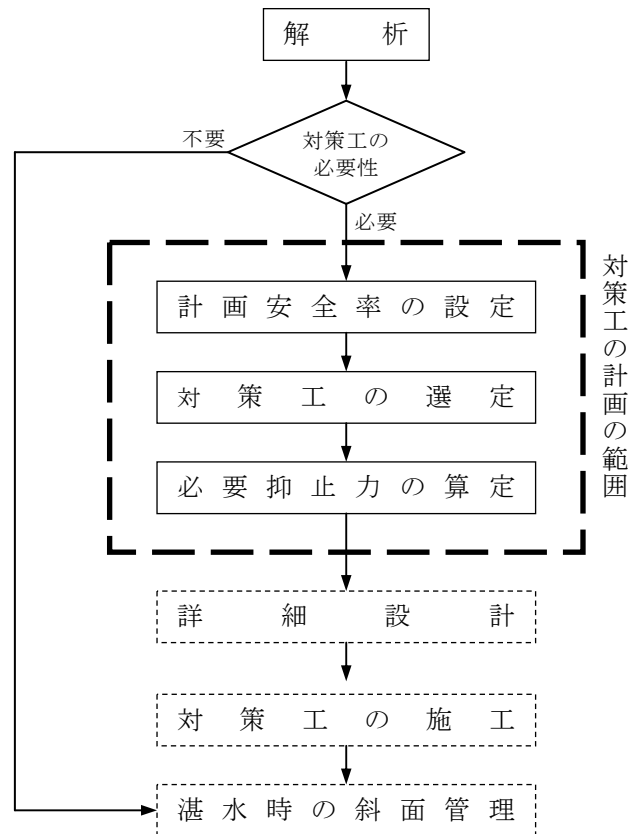 解析
対策工の
必要性
不要
必要
計画安全率の設定
対策工の選定
必要抑止力の算定
対策工の計画の範囲
詳細設計
対策工の施工
湛水時の斜面管理